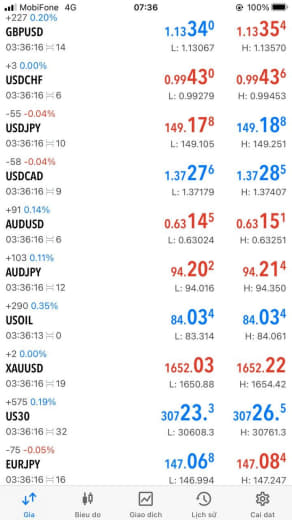 MobiFone 4G 07:36 100%
+227 0.20%
GBPUSD 1.13340 1.13354
03:36:16 14 L: 1.13067 H: 1.13570
+3 0.00%
USDCHF 0.99430 0.99436
03:36:16 6 L: 0.99279 H: 0.99453
-55 -0.04%
USDJPY 149.178 149.188
03:36:16 10 L: 149.105 H: 149.251
-58 -0.04%
USDCAD 1.37276 1.37285
03:36:16 9 L: 1.37179 H: 1.37407
+91 0.14%
AUDUSD 0.63145 0.63151
03:36:16 6 L: 0.63024 H: 0.63251
+103 0.11%
AUDJPY 94.202 94.214
03:36:16 12 L: 94.016 H: 94.350
+290 0.35%
USOIL 84.034 84.034
03:36:13 0 L: 83.314 H: 84.061
+2 0.00%
XAUUSD 1652.03 1652.22
03:36:16 19 L: 1650.88 H: 1654.42
+575 0.19%
US30 30723.3 30726.5
03:36:16 32 L: 30608.3 H: 30761.3
-75 -0.05%
EURJPY 147.068 147.084
03:36:16 16 L: 146.994 H: 147.247
Gia Bieu do Giao dich Lịch sử Cai dat